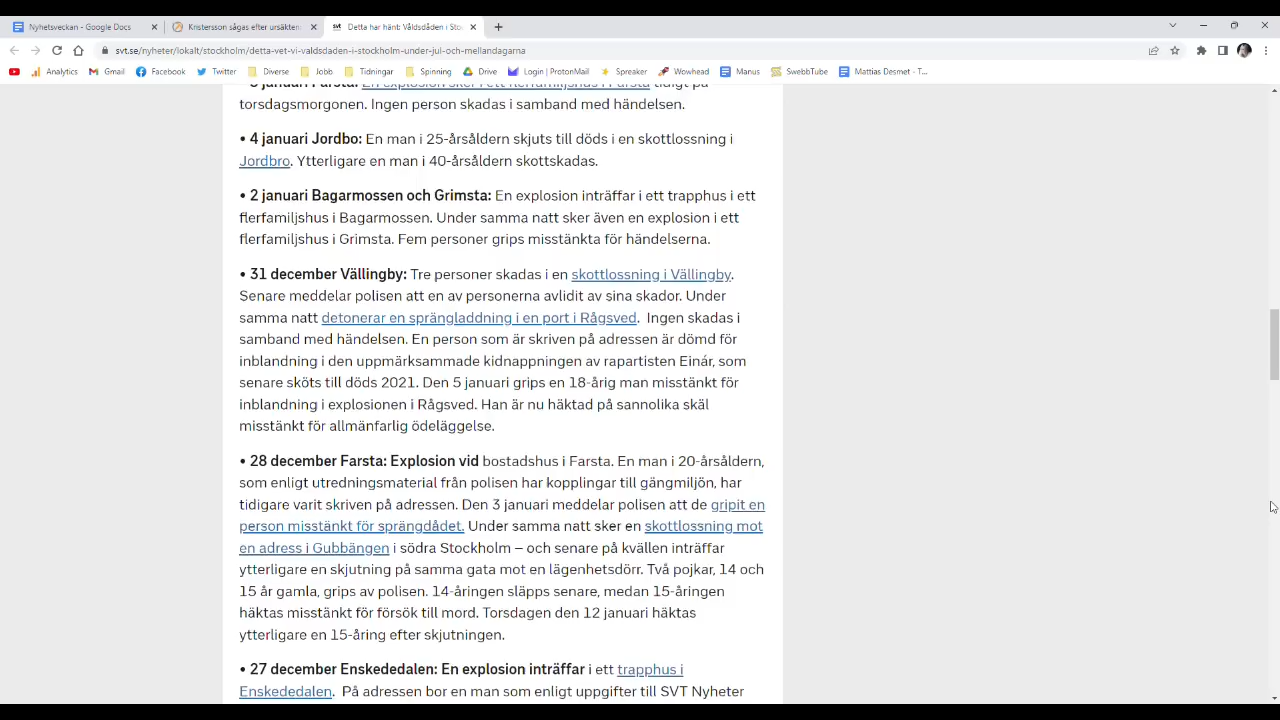 Nyhetsveckan - Google Docs
Kristersson sågas efter ursäkten
svt Detta har hänt: Våldsdåden i Sto
svt.se/nyheter/lokalt/stockholm/detta-vet-vi-valdsdaden-i-stockholm-under-jul-och-mellandagarna
Analytics Gmail Facebook Twitter Diverse Jobb Tidningar Spinning Drive Login | ProtonMail Spreaker Wowhead Manus SwebbTube Mattias Desmet - T...
torsdagsmorgonen. Ingen person skadas i samband med händelsen.
• 4 januari Jordbo: En man i 25-årsåldern skjuts till döds i en skottlossning i
Jordbro. Ytterligare en man i 40-årsåldern skottskadas.
• 2 januari Bagarmossen och Grimsta: En explosion inträffar i ett trapphus i ett
flerfamiljshus i Bagarmossen. Under samma natt sker även en explosion i ett
flerfamiljshus i Grimsta. Fem personer grips misstänkta för händelserna.
• 31 december Vällingby: Tre personer skadas i en skottlossning i Vällingby.
Senare meddelar polisen att en av personerna avlidit av sina skador. Under
samma natt detonerar en sprängladdning i en port i Rågsved. Ingen skadas i
samband med händelsen. En person som är skriven på adressen är dömd för
inblandning i den uppmärksammade kidnappningen av rapartisten Einár, som
senare sköts till döds 2021. Den 5 januari grips en 18-årig man misstänkt för
inblandning i explosionen i Rågsved. Han är nu häktad på sannolika skäl
misstänkt för allmänfarlig ödeläggelse.
• 28 december Farsta: Explosion vid bostadshus i Farsta. En man i 20-årsåldern,
som enligt utredningsmaterial från polisen har kopplingar till gängmiljön, har
tidigare varit skriven på adressen. Den 3 januari meddelar polisen att de gripit en
person misstänkt för sprängdådet. Under samma natt sker en skottlossning mot
en adress i Gubbängen i södra Stockholm – och senare på kvällen inträffar
ytterligare en skjutning på samma gata mot en lägenhetsdörr. Två pojkar, 14 och
15 år gamla, grips av polisen. 14-åringen släpps senare, medan 15-åringen
häktas misstänkt för försök till mord. Torsdagen den 12 januari häktas
ytterligare en 15-åring efter skjutningen.
• 27 december Enskededalen: En explosion inträffar i ett trapphus i
Enskededalen. På adressen bor en man som enligt uppgifter till SVT Nyheter